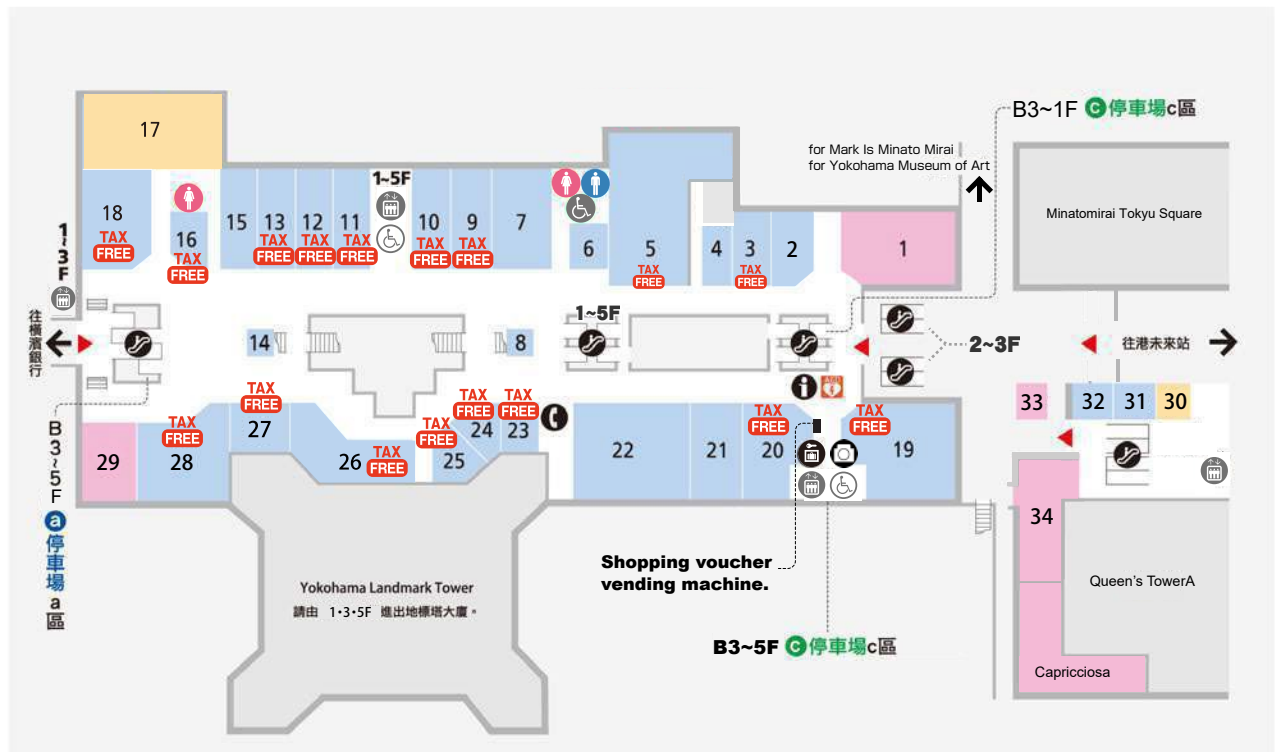 B3~1F C 停車場c區
for Mark Is Minato Mirai
for Yokohama Museum of Art
17
1~5F
Minatomirai Tokyu Square
18
TAX
FREE
16
TAX
FREE
15
13
TAX
FREE
12
TAX
FREE
11
TAX
FREE
10
TAX
FREE
9
TAX
FREE
7
6
5
TAX
FREE
4
3
TAX
FREE
2
1
1~3F
往橫濱銀行
14
8
1~5F
2~3F
往港未來站
i
AED
29
28
TAX
FREE
27
TAX
FREE
26
TAX
FREE
25
TAX
FREE
24
TAX
FREE
23
TAX
FREE
22
21
20
TAX
FREE
19
TAX
FREE
33
32
31
30
34
B3~5F a 停車場a區
Shopping voucher
vending machine.
Yokohama Landmark Tower
請由 1・3・5F 進出地標塔大廈。
Queen's TowerA
B3~5F C 停車場c區
Capricciosa